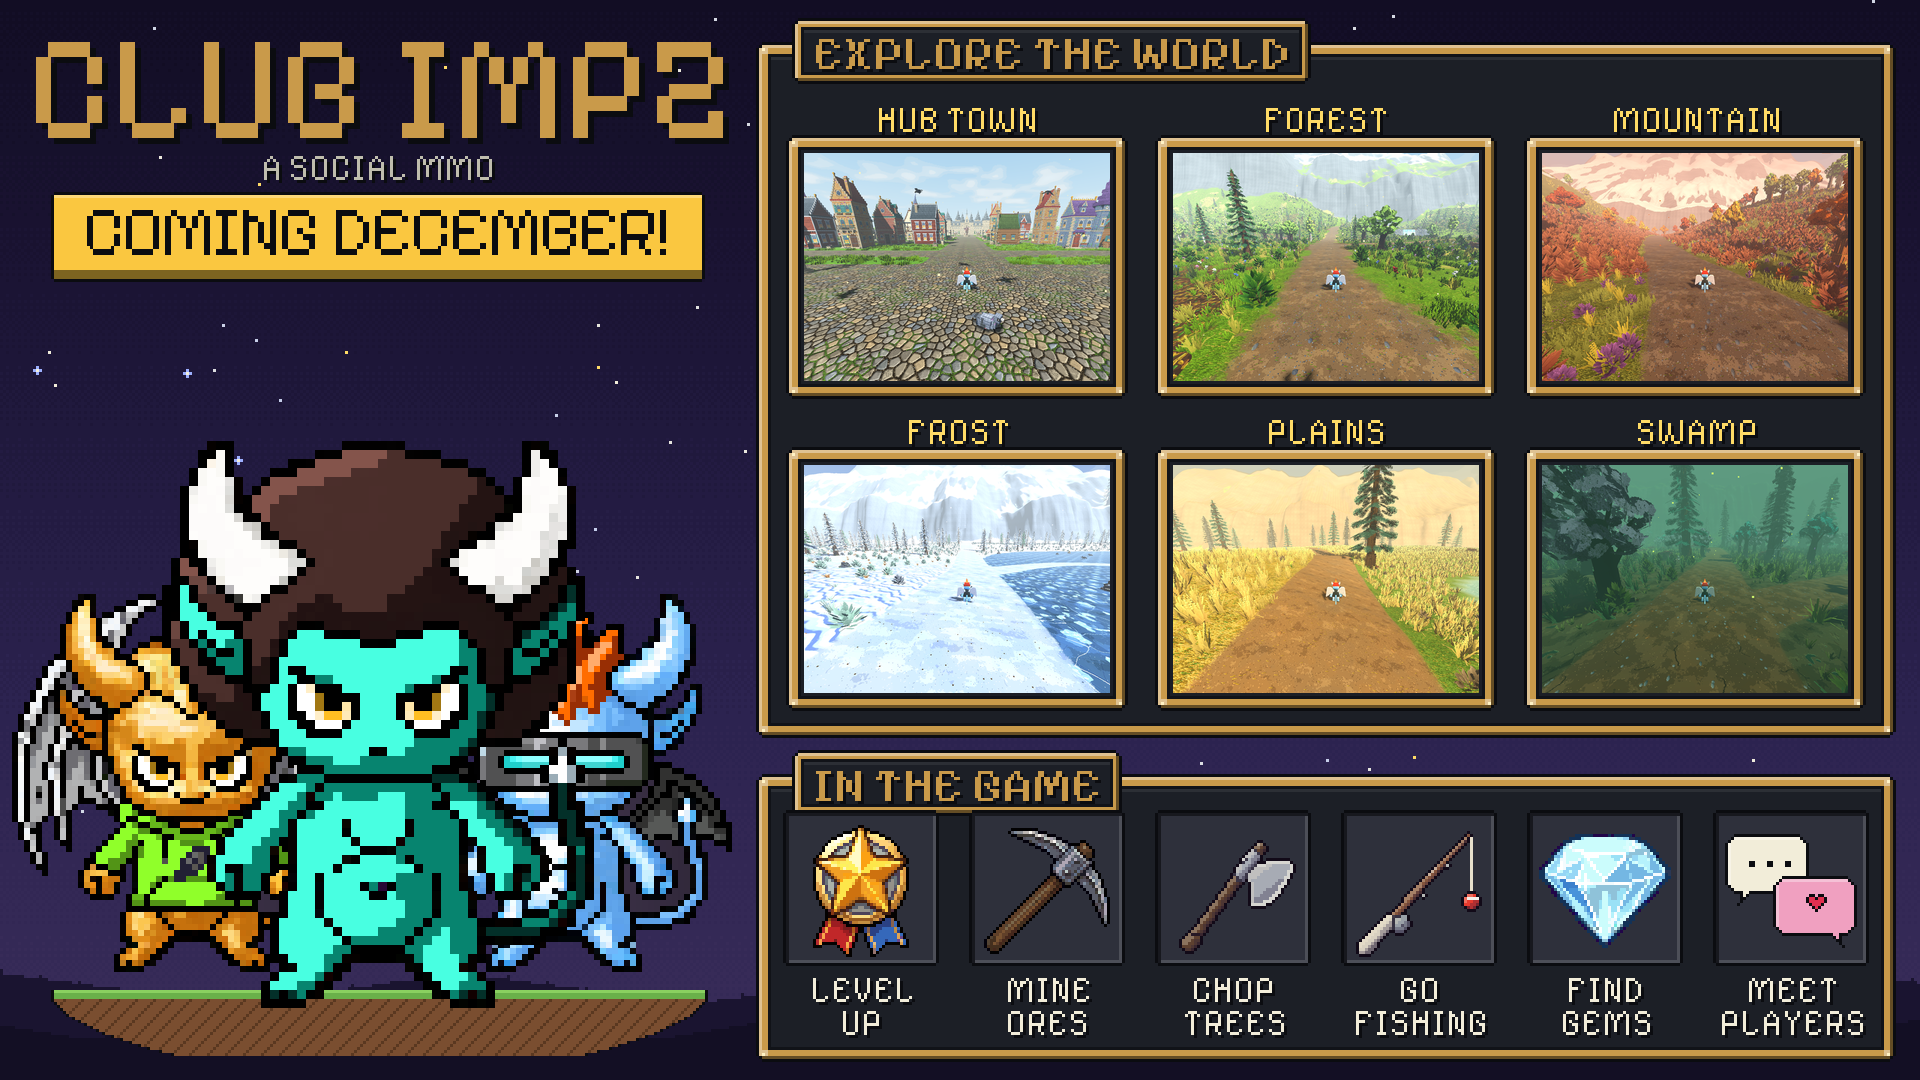 CLUB IMPZ
A SOCIAL MMO
COMING DECEMBER!
EXPLORE THE WORLD
HUB TOWN
FOREST
MOUNTAIN
FROST
PLAINS
SWAMP
IN THE GAME
LEVEL
UP
MINE
ORES
CHOP
TREES
GO
FISHING
FIND
GEMS
MEET
PLAYERS